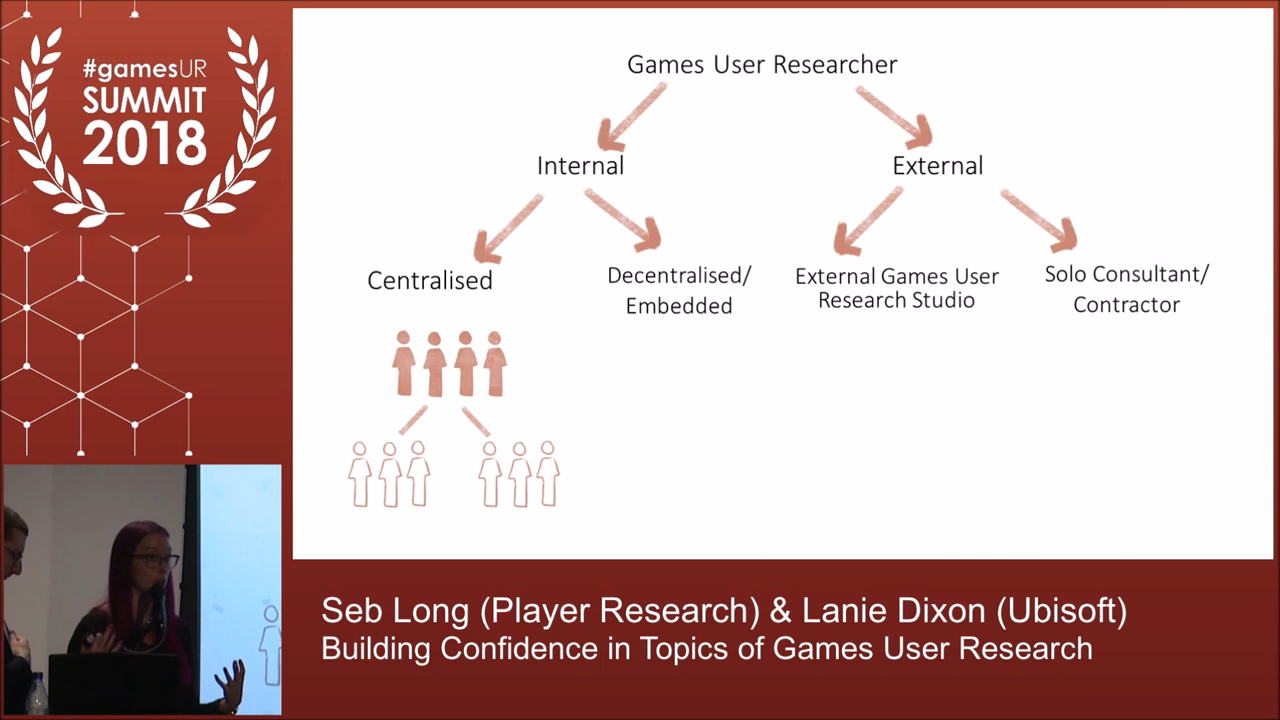 #gamesUR
SUMMIT
2018
Games User Researcher
Internal
External
Centralised
Decentralised/
Embedded
External Games User
Research Studio
Solo Consultant/
Contractor
Seb Long (Player Research) & Lanie Dixon (Ubisoft)
Building Confidence in Topics of Games User Research